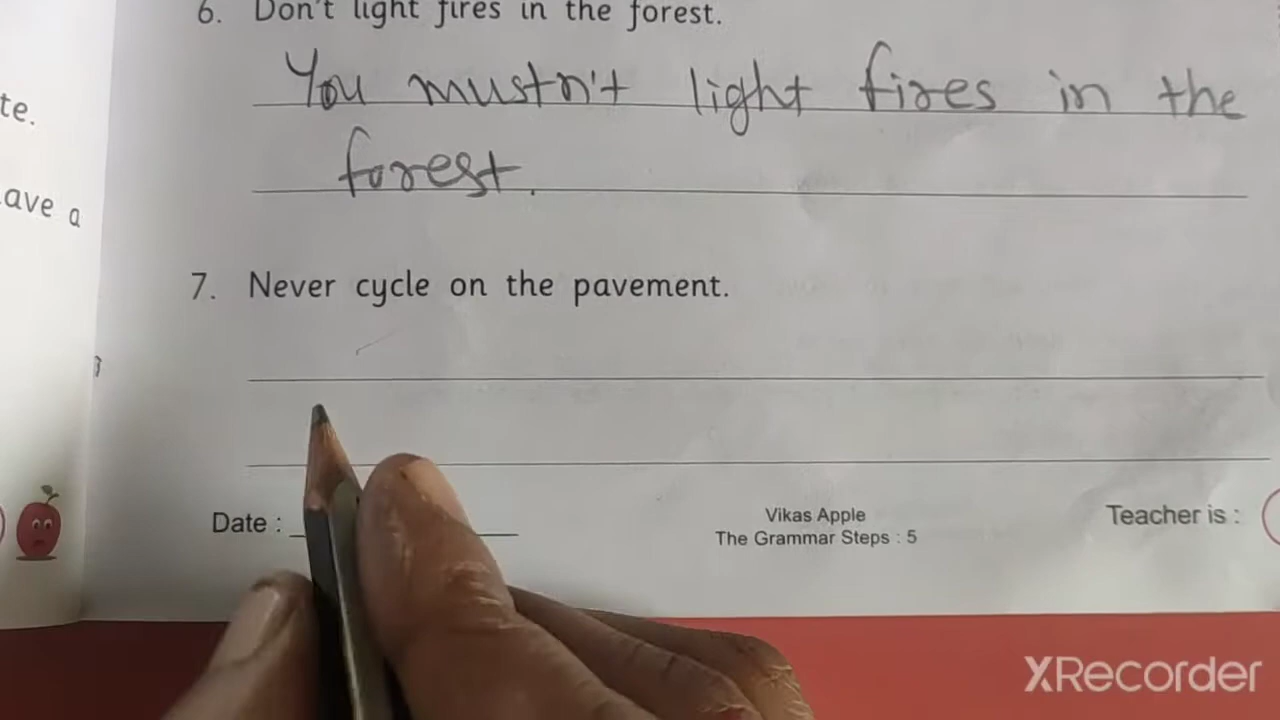 6. Don't light fires in the forest.
You mustn't light fires in the
forest.
te.
ave a
7. Never cycle on the pavement.
Date :
Vikas Apple
The Grammar Steps : 5
Teacher is :
XRecorder